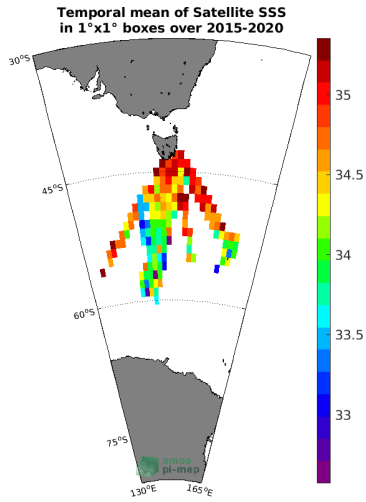 Temporal mean of Satellite SSS
in 1°x1° boxes over 2015-2020
30°S
45°S
60°S
75°S
130°E
165°E
35
34.5
34
33.5
33
smos
pi-mep